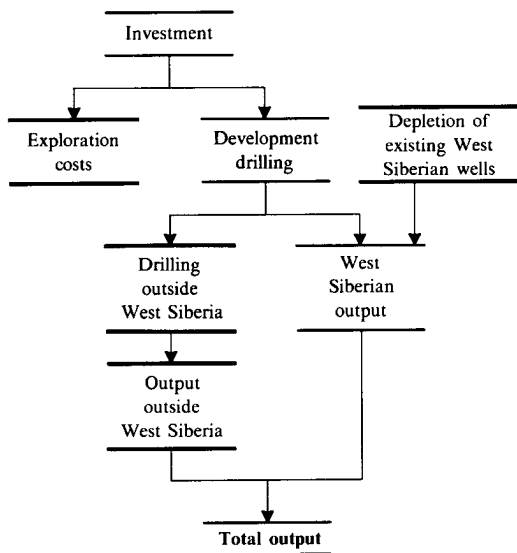 Investment
Exploration
costs
Development
drilling
Depletion of
existing West
Siberian wells
Drilling
outside
West Siberia
West
Siberian
output
Output
outside
West Siberia
Total output